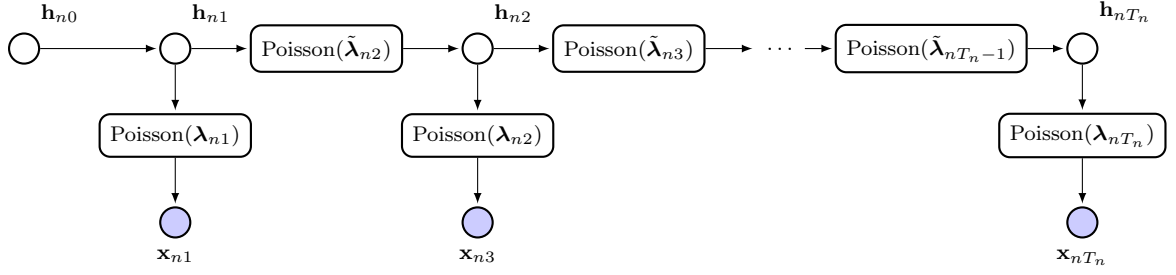 h_{n0} h_{n1} h_{n2} h_{nT_n}
Poisson(λ̃_{n2}) Poisson(λ̃_{n3}) ... Poisson(λ̃_{nT_n−1})
Poisson(λ_{n1}) Poisson(λ_{n2}) Poisson(λ_{nT_n})
x_{n1} x_{n3} x_{nT_n}